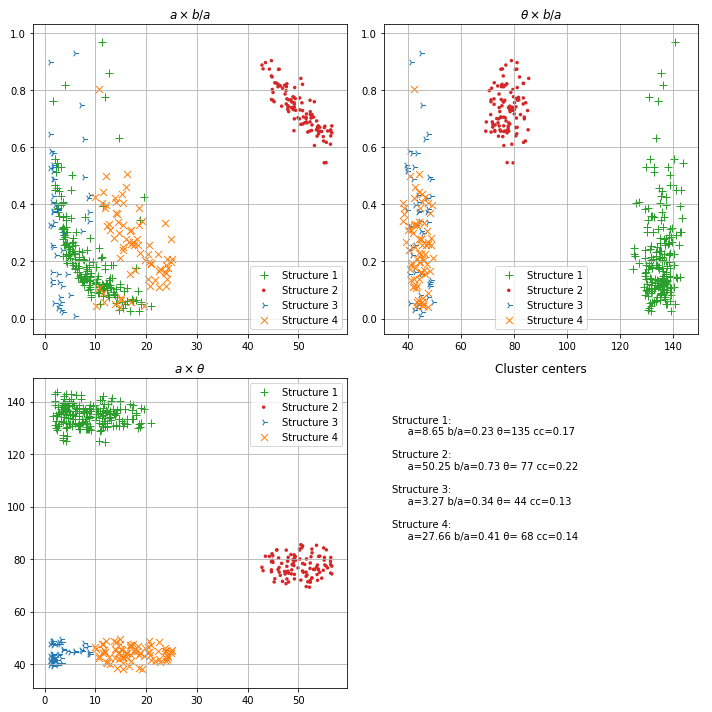 a × b/a
1.0
0.8
0.6
0.4
0.2
0.0
0
10
20
30
40
50
Structure 1
Structure 2
Structure 3
Structure 4
θ × b/a
1.0
0.8
0.6
0.4
0.2
0.0
40
60
80
100
120
140
Structure 1
Structure 2
Structure 3
Structure 4
a × θ
140
120
100
80
60
40
0
10
20
30
40
50
Structure 1
Structure 2
Structure 3
Structure 4
Cluster centers
Structure 1:
a=8.65 b/a=0.23 θ=135 cc=0.17
Structure 2:
a=50.25 b/a=0.73 θ= 77 cc=0.22
Structure 3:
a=3.27 b/a=0.34 θ= 44 cc=0.13
Structure 4:
a=27.66 b/a=0.41 θ= 68 cc=0.14